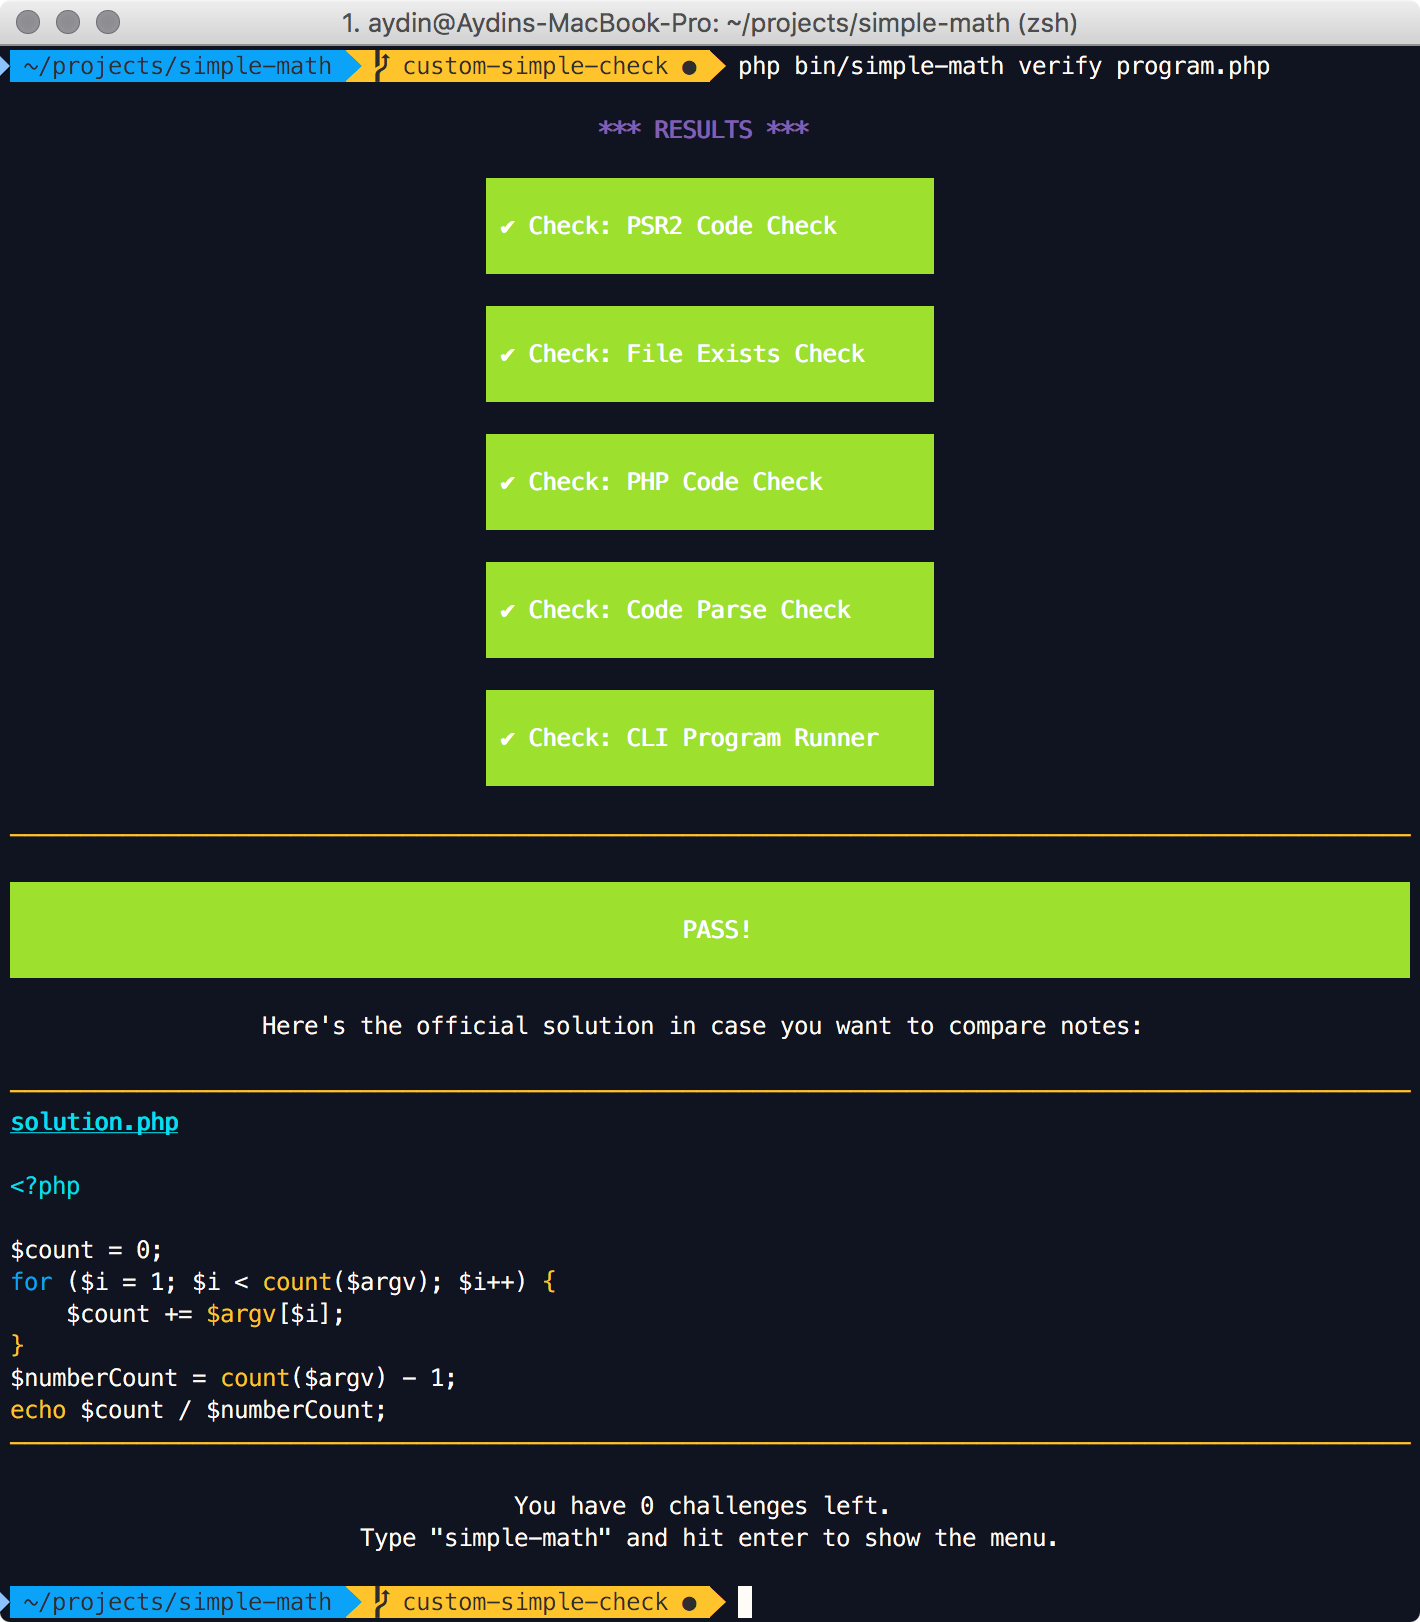 1. aydin@Aydins-MacBook-Pro: ~/projects/simple-math (zsh)
~/projects/simple-math custom-simple-check ● php bin/simple-math verify program.php
*** RESULTS ***
✔ Check: PSR2 Code Check
✔ Check: File Exists Check
✔ Check: PHP Code Check
✔ Check: Code Parse Check
✔ Check: CLI Program Runner
PASS!
Here's the official solution in case you want to compare notes:
solution.php
<?php
$count = 0;
for ($i = 1; $i < count($argv); $i++) {
    $count += $argv[$i];
}
$numberCount = count($argv) - 1;
echo $count / $numberCount;
You have 0 challenges left.
Type "simple-math" and hit enter to show the menu.
~/projects/simple-math custom-simple-check ●